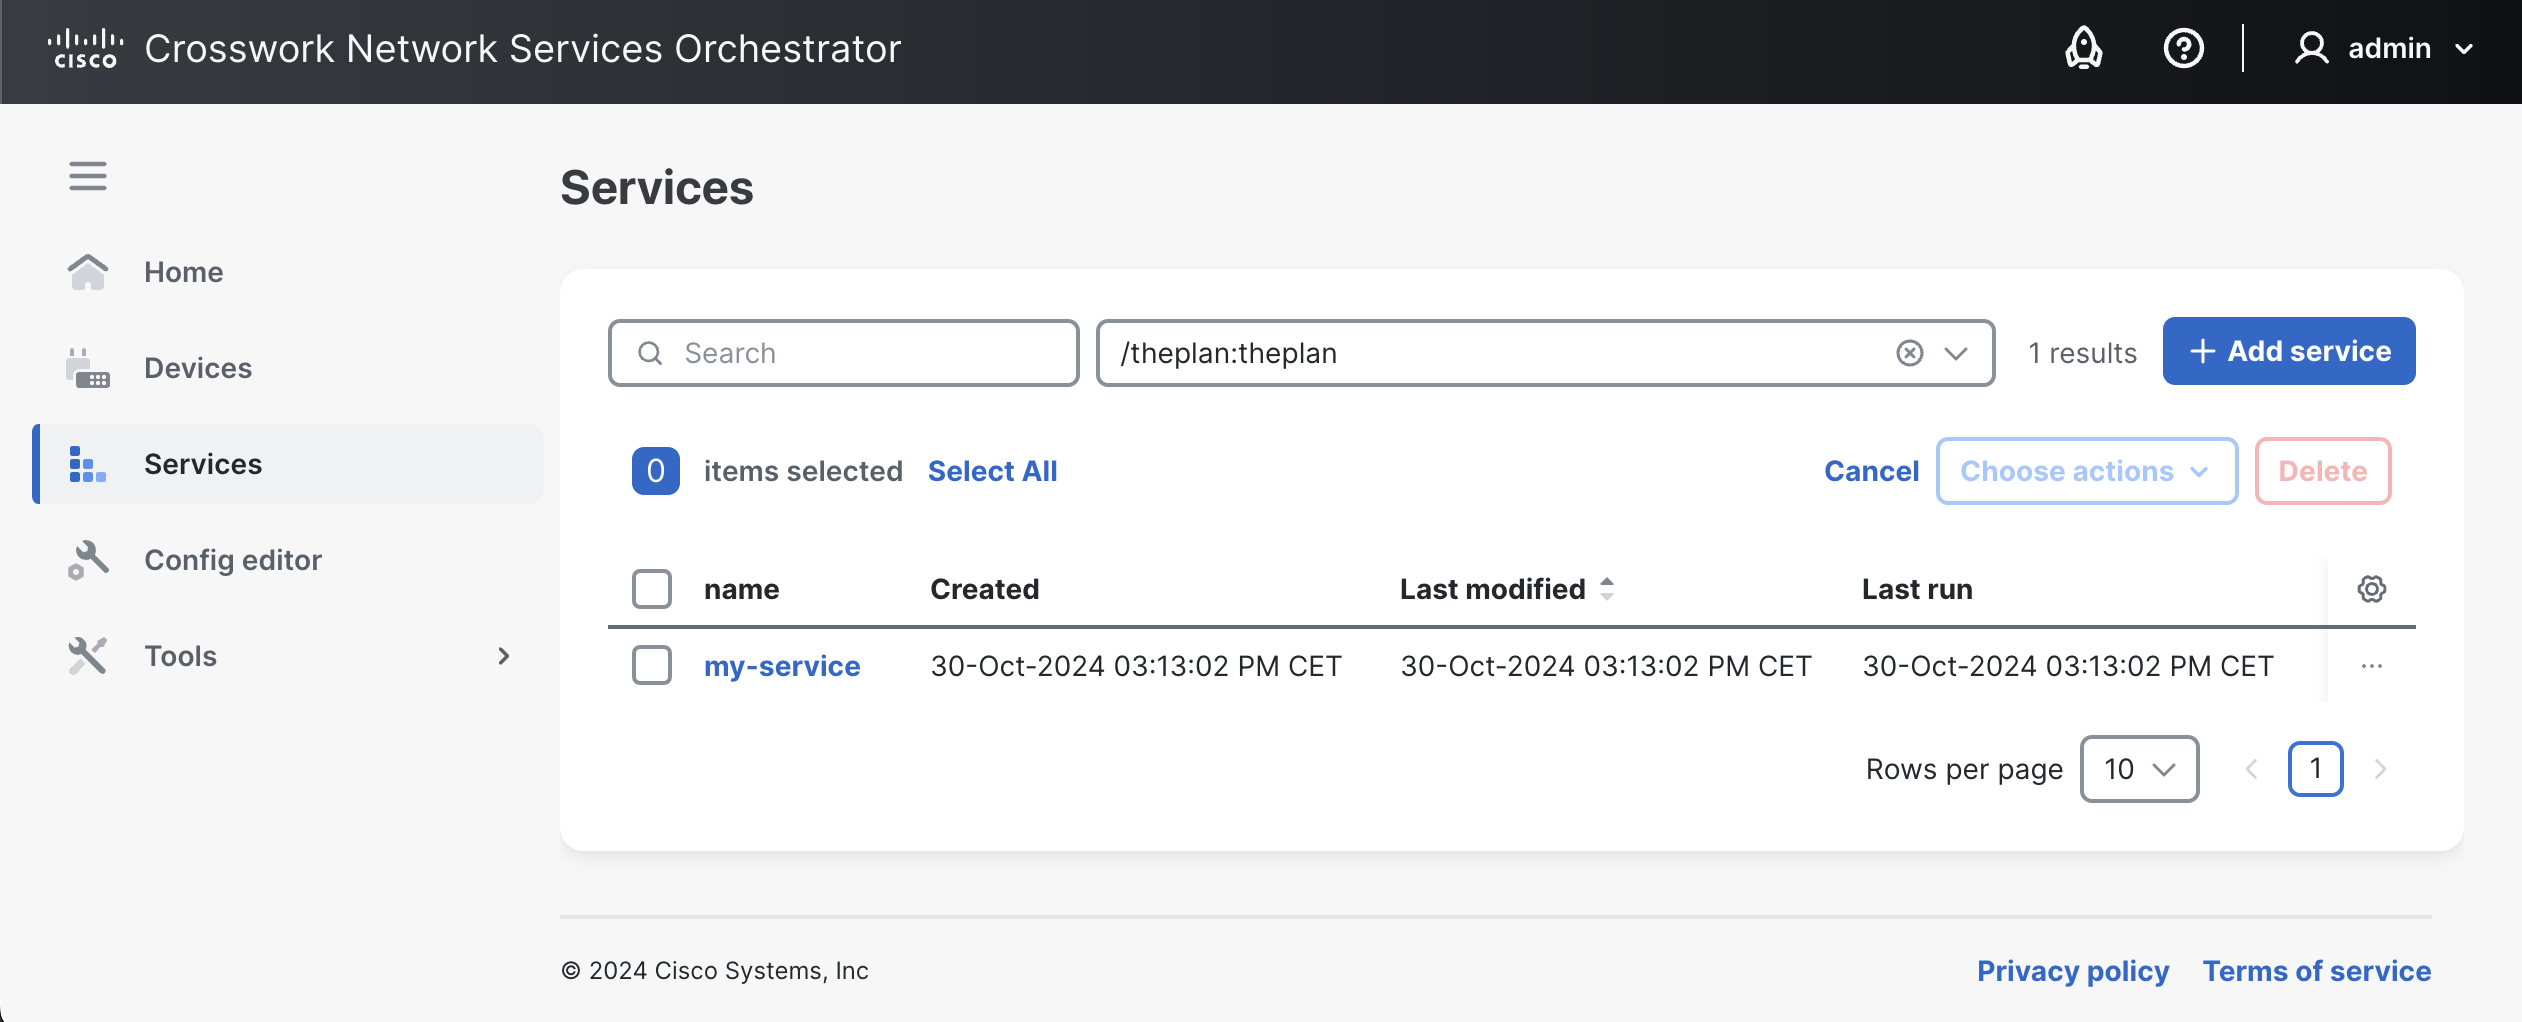 cisco Crosswork Network Services Orchestrator admin
Services
Home
Devices
Services
Config editor
Tools
Search /theplan:theplan 1 results + Add service
0 items selected Select All Cancel Choose actions Delete
name Created Last modified Last run
my-service 30-Oct-2024 03:13:02 PM CET 30-Oct-2024 03:13:02 PM CET 30-Oct-2024 03:13:02 PM CET ...
Rows per page 10 1
© 2024 Cisco Systems, Inc Privacy policy Terms of service